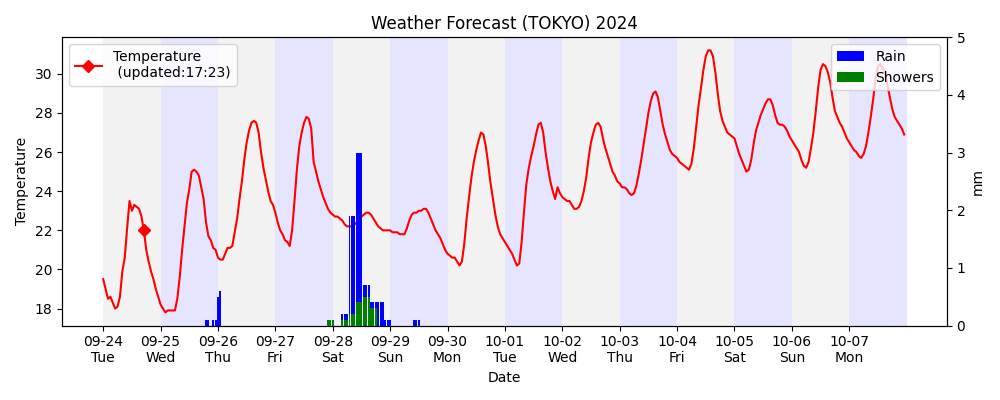 Weather Forecast (TOKYO) 2024
Temperature
(updated:17:23)
Rain
Showers
Temperature
30
28
26
24
22
20
18
5
4
3
2
1
0
mm
09-24 09-25 09-26 09-27 09-28 09-29 09-30 10-01 10-02 10-03 10-04 10-05 10-06 10-07
Tue Wed Thu Fri Sat Sun Mon Tue Wed Thu Fri Sat Sun Mon
Date